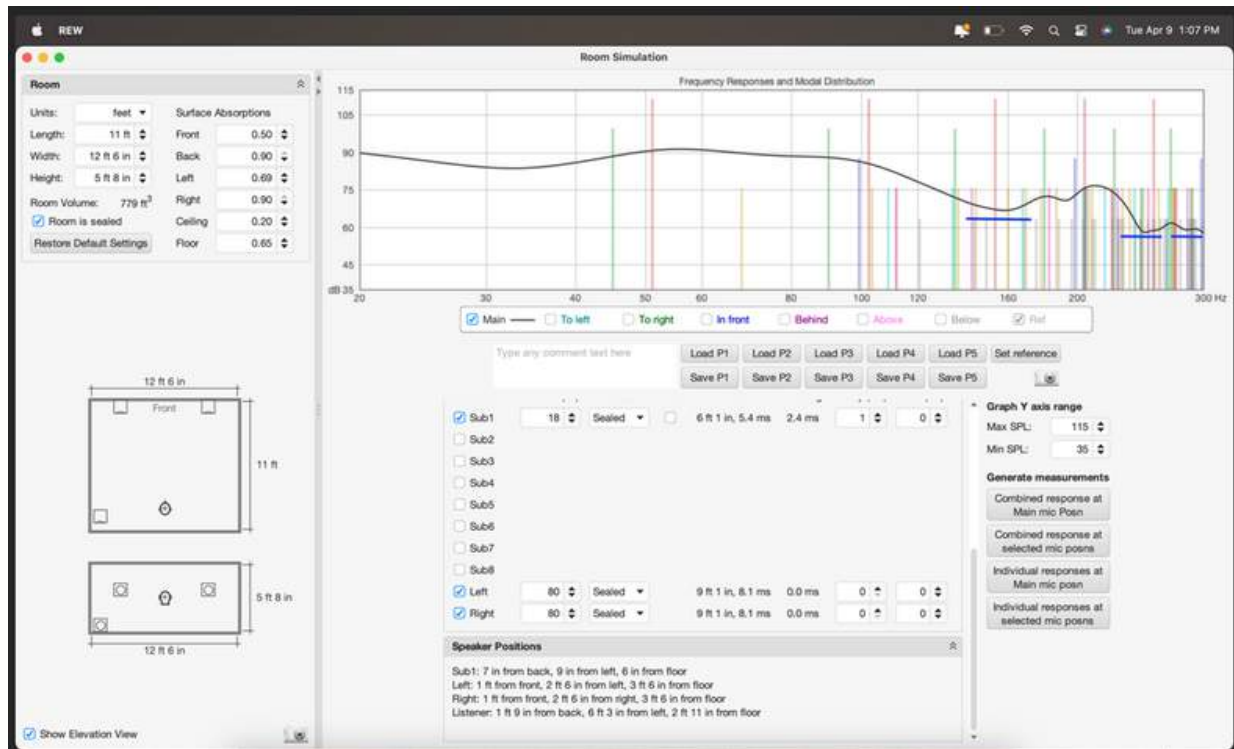 REW
Tue Apr 9 1:07 PM
Room Simulation
Room
Units: feet
Surface Absorptions
Length: 11 ft
Front 0.50
Width: 12 ft 6 in
Back 0.90
Height: 5 ft 8 in
Left 0.69
Room Volume: 779 ft³
Right 0.90
Room is sealed
Ceiling 0.20
Restore Default Settings
Floor 0.65
12 ft 6 in
Front
11 ft
5 ft 8 in
12 ft 6 in
Show Elevation View
Frequency Responses and Modal Distribution
115
105
90
75
60
45
dB 35
20 30 40 50 60 80 100 120 160 200 300 Hz
Main To left To right In front Behind Above Below Ref
Type any comment text here
Load P1 Load P2 Load P3 Load P4 Load P5 Set reference
Save P1 Save P2 Save P3 Save P4 Save P5
Sub1 18 Sealed 6 ft 1 in, 5.4 ms 2.4 ms 1 0
Sub2
Sub3
Sub4
Sub5
Sub6
Sub7
Sub8
Left 80 Sealed 9 ft 1 in, 8.1 ms 0.0 ms 0 0
Right 80 Sealed 9 ft 1 in, 8.1 ms 0.0 ms 0 0
Speaker Positions
Sub1: 7 in from back, 9 in from left, 6 in from floor
Left: 1 ft from front, 2 ft 6 in from left, 3 ft 6 in from floor
Right: 1 ft from front, 2 ft 6 in from right, 3 ft 6 in from floor
Listener: 1 ft 9 in from back, 6 ft 3 in from left, 2 ft 11 in from floor
Graph Y axis range
Max SPL: 115
Min SPL: 35
Generate measurements
Combined response at
Main mic Posn
Combined response at
selected mic posns
Individual responses at
Main mic posn
Individual responses at
selected mic posns